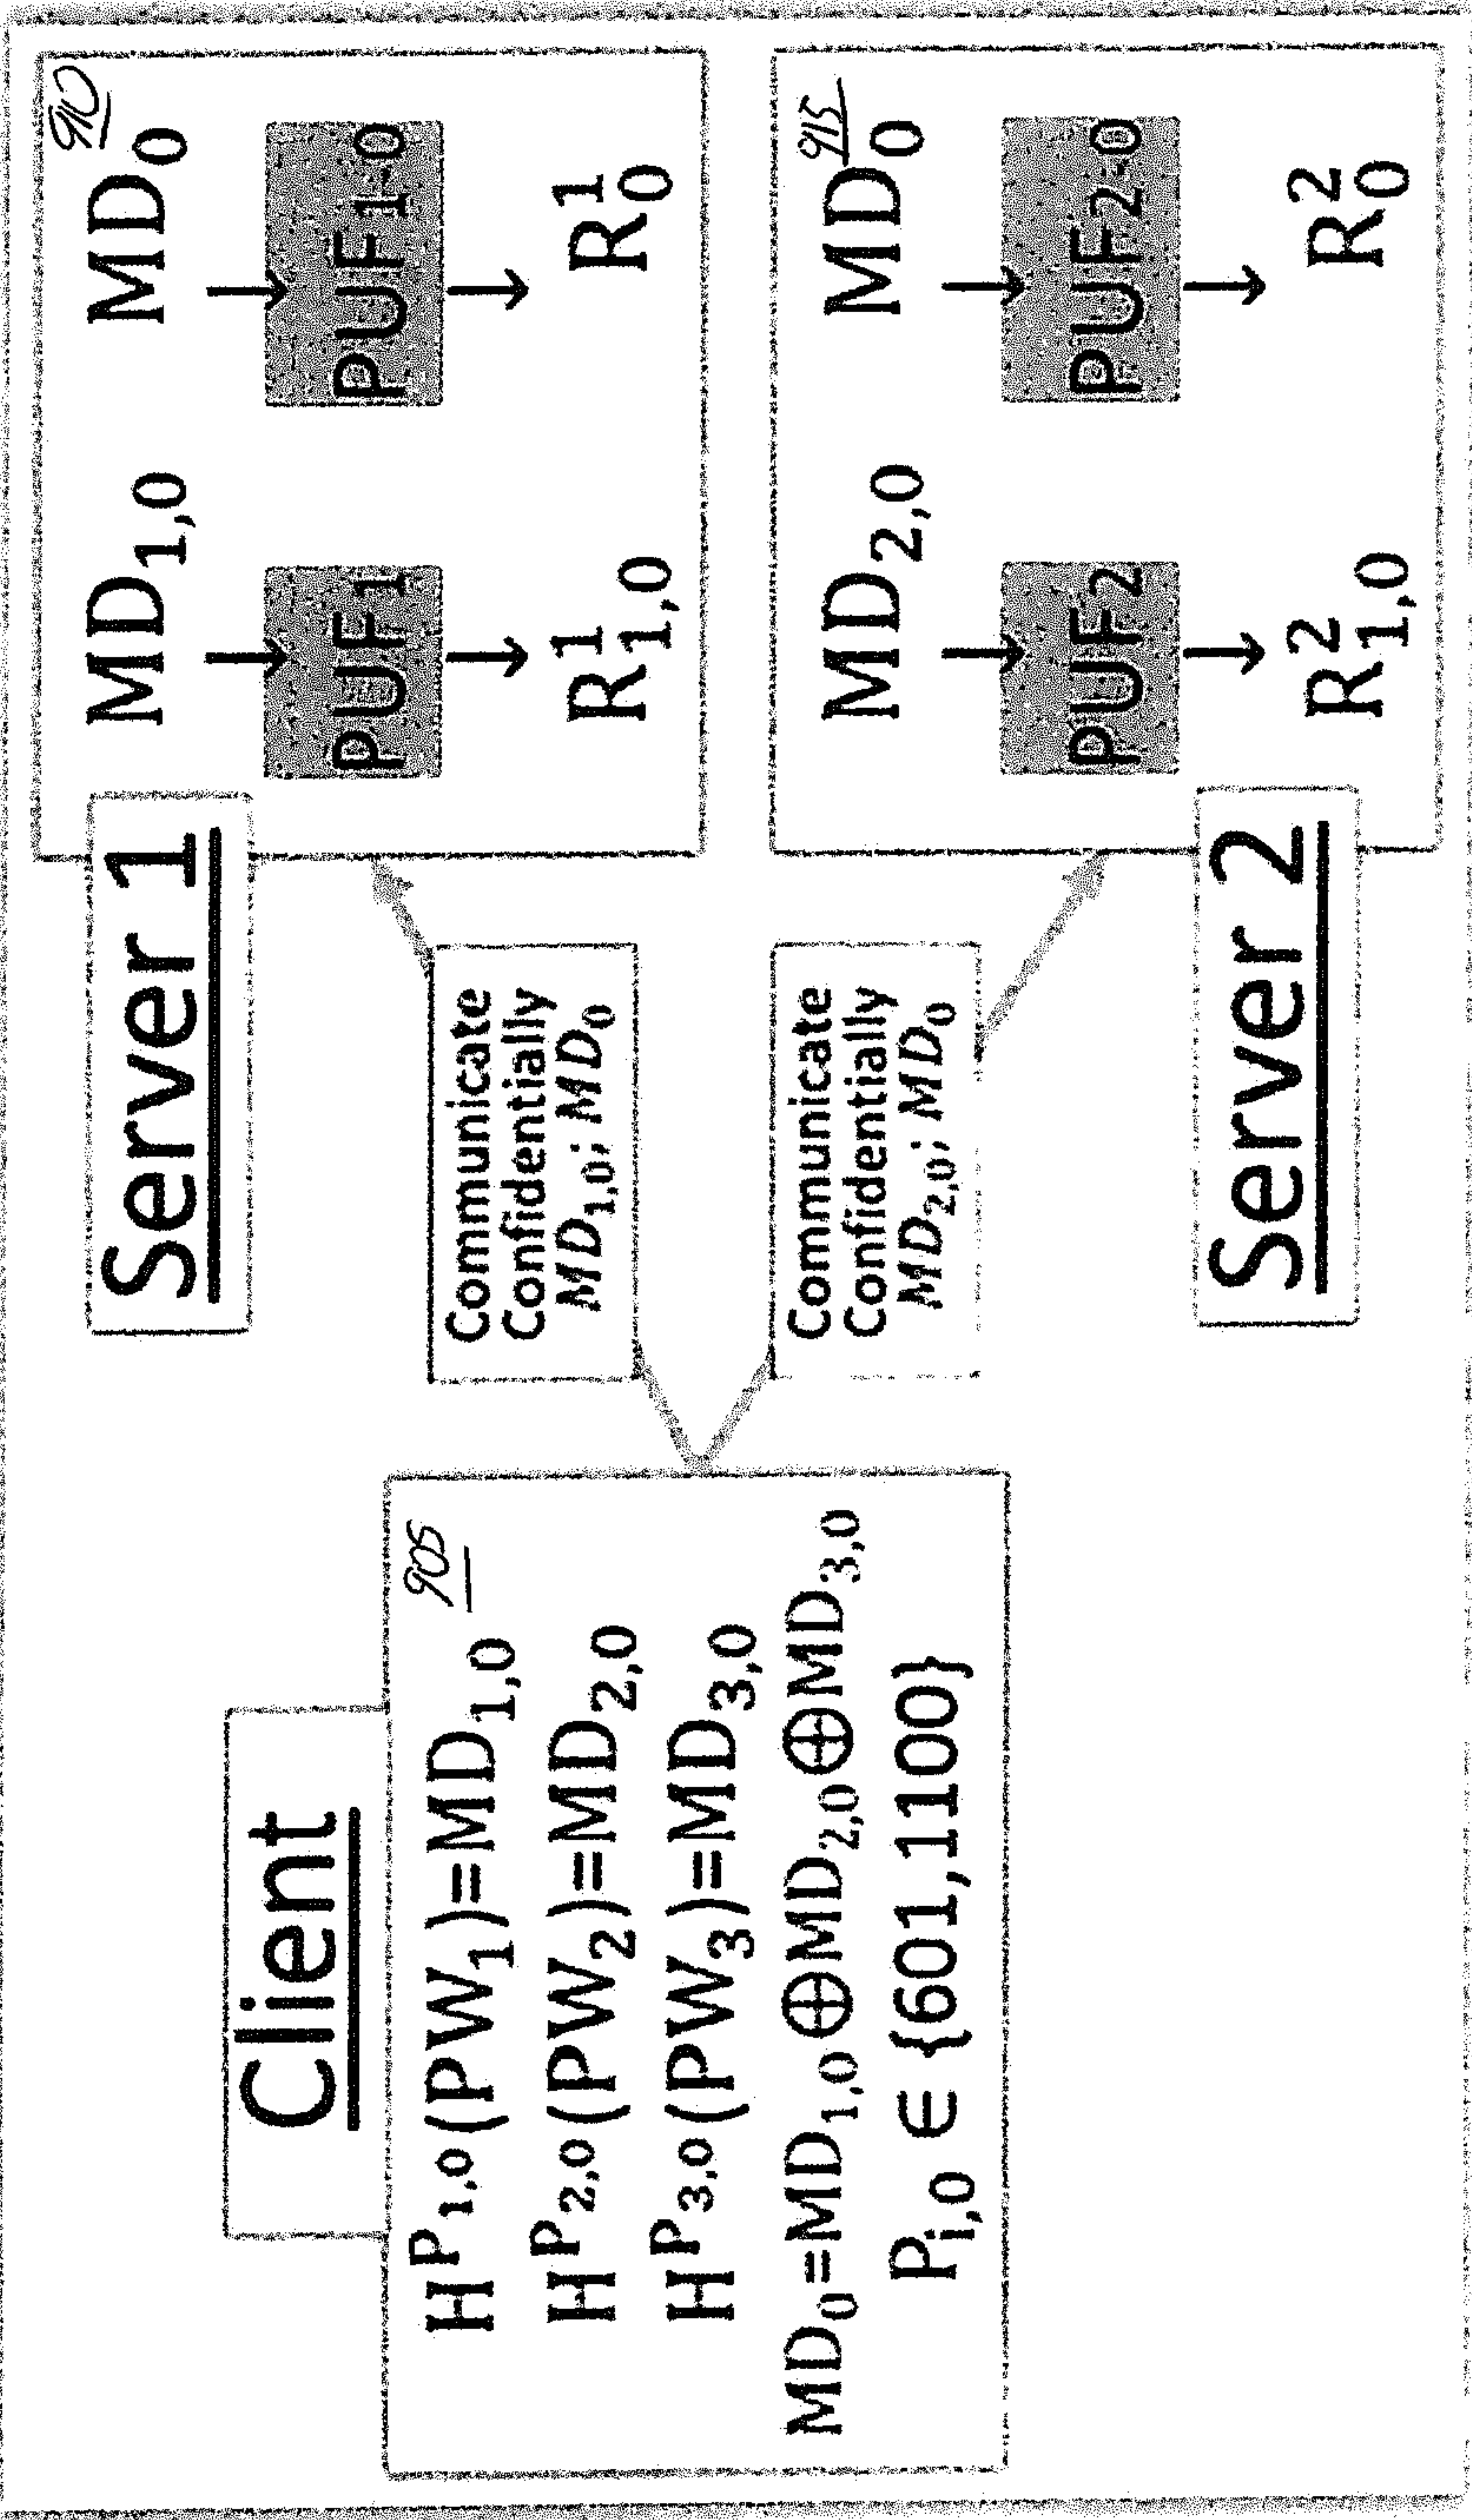 Client
905
H^P1,0(PW₁)=MD₁,₀
H^P2,0(PW₂)=MD₂,₀
H^P3,0(PW₃)=MD₃,₀
MD₀=MD₁,₀⊕MD₂,₀⊕MD₃,₀
Pᵢ,₀ ∈ {601,1100}
Communicate
Confidentially
MD₁,₀; MD₀
Communicate
Confidentially
MD₂,₀; MD₀
Server 1
910
MD₁,₀ MD₀
PUF₁ PUF₁₋₀
R¹₁,₀ R¹₀
Server 2
915
MD₂,₀ MD₀
PUF₂ PUF₂₋₀
R²₁,₀ R²₀